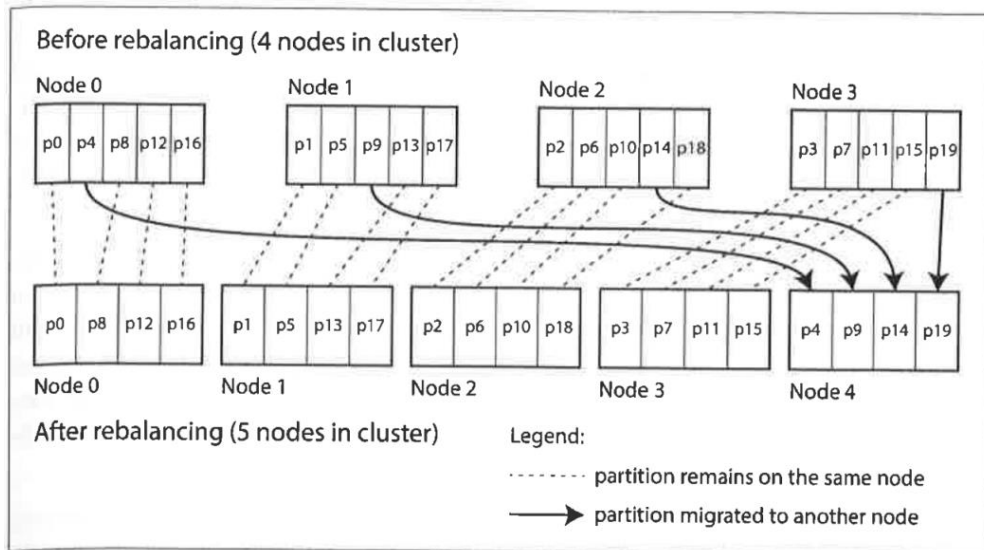 Before rebalancing (4 nodes in cluster)
Node 0 Node 1 Node 2 Node 3
p0 p4 p8 p12 p16 p1 p5 p9 p13 p17 p2 p6 p10 p14 p18 p3 p7 p11 p15 p19
p0 p8 p12 p16 p1 p5 p13 p17 p2 p6 p10 p18 p3 p7 p11 p15 p4 p9 p14 p19
Node 0 Node 1 Node 2 Node 3 Node 4
After rebalancing (5 nodes in cluster)
Legend:
partition remains on the same node
partition migrated to another node